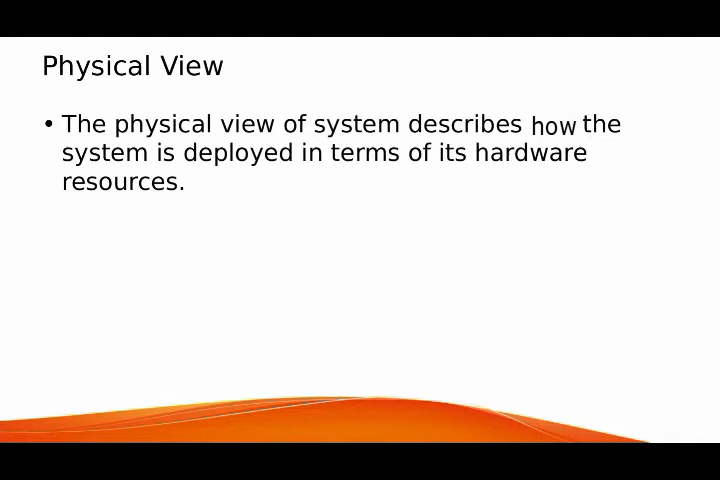 Physical View
• The physical view of system describes how the
system is deployed in terms of its hardware
resources.